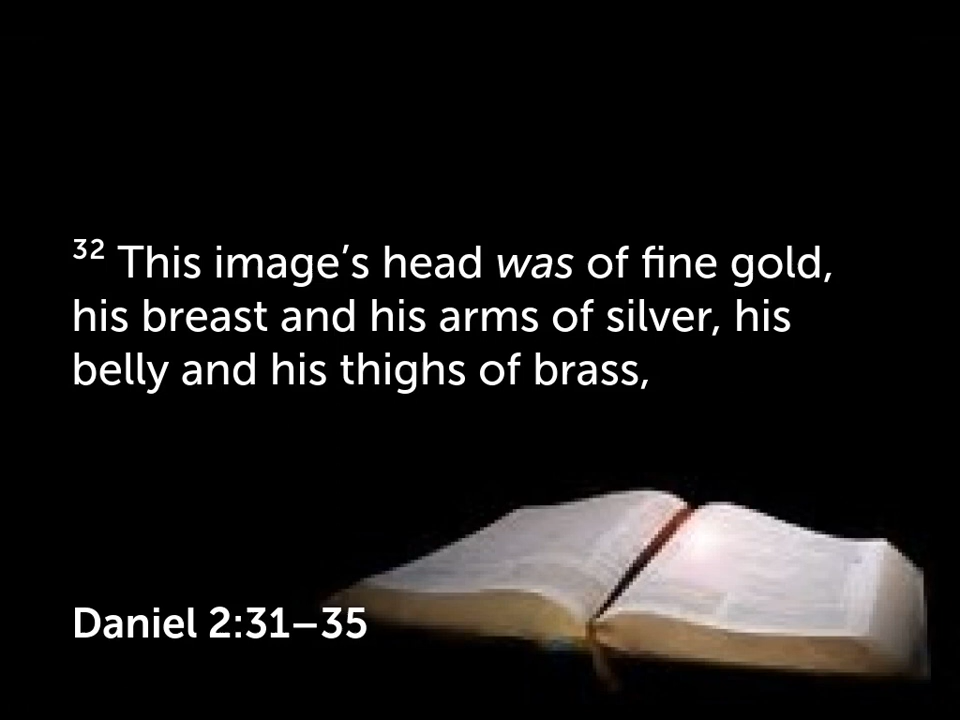 32 This image’s head was of fine gold,
his breast and his arms of silver, his
belly and his thighs of brass,
Daniel 2:31–35